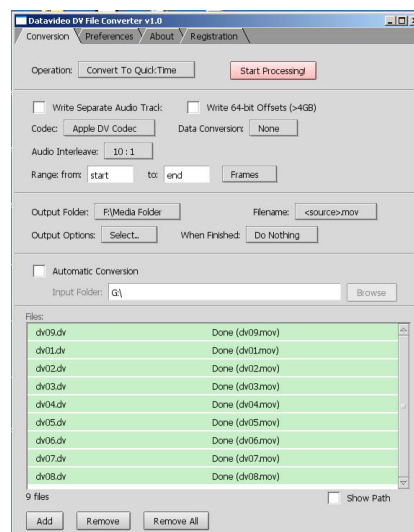 Datavideo DV File Converter v1.0
Conversion Preferences About Registration
Operation: Convert To QuickTime Start Processing!
Write Separate Audio Track Write 64-bit Offsets (>4GB)
Codec: Apple DV Codec Data Conversion: None
Audio Interleave: 10 : 1
Range: from: start to: end Frames
Output Folder: F:\Media Folder Filename: <source>.mov
Output Options: Select... When Finished: Do Nothing
Automatic Conversion
Input Folder: G:\ Browse
Files:
dv09.dv Done (dv09.mov)
dv01.dv Done (dv01.mov)
dv02.dv Done (dv02.mov)
dv03.dv Done (dv03.mov)
dv04.dv Done (dv04.mov)
dv05.dv Done (dv05.mov)
dv06.dv Done (dv06.mov)
dv07.dv Done (dv07.mov)
dv08.dv Done (dv08.mov)
9 files Show Path
Add Remove Remove All